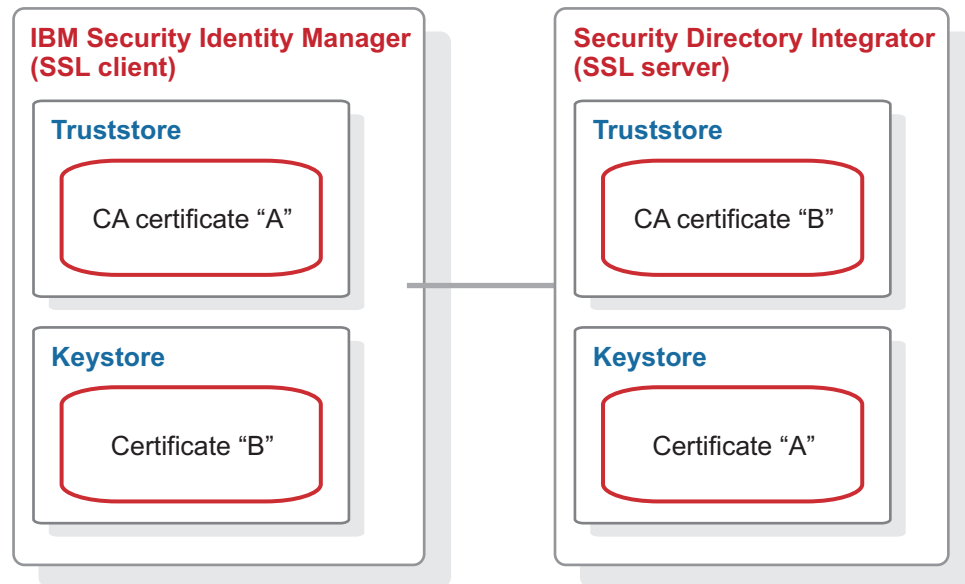 IBM Security Identity Manager
(SSL client)
Truststore
CA certificate “A”
Keystore
Certificate “B”
Security Directory Integrator
(SSL server)
Truststore
CA certificate “B”
Keystore
Certificate “A”